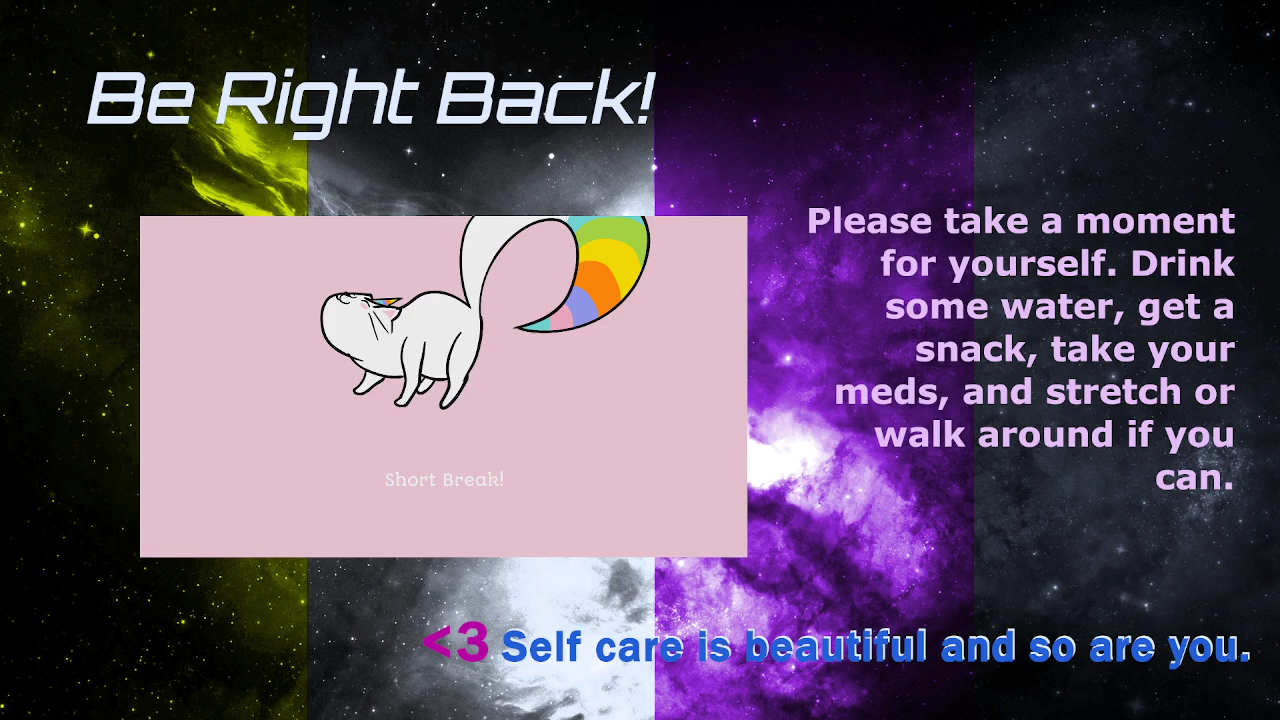 Be Right Back!
Please take a moment
for yourself. Drink
some water, get a
snack, take your
meds, and stretch or
walk around if you
can.
Short Break!
<3 Self care is beautiful and so are you.